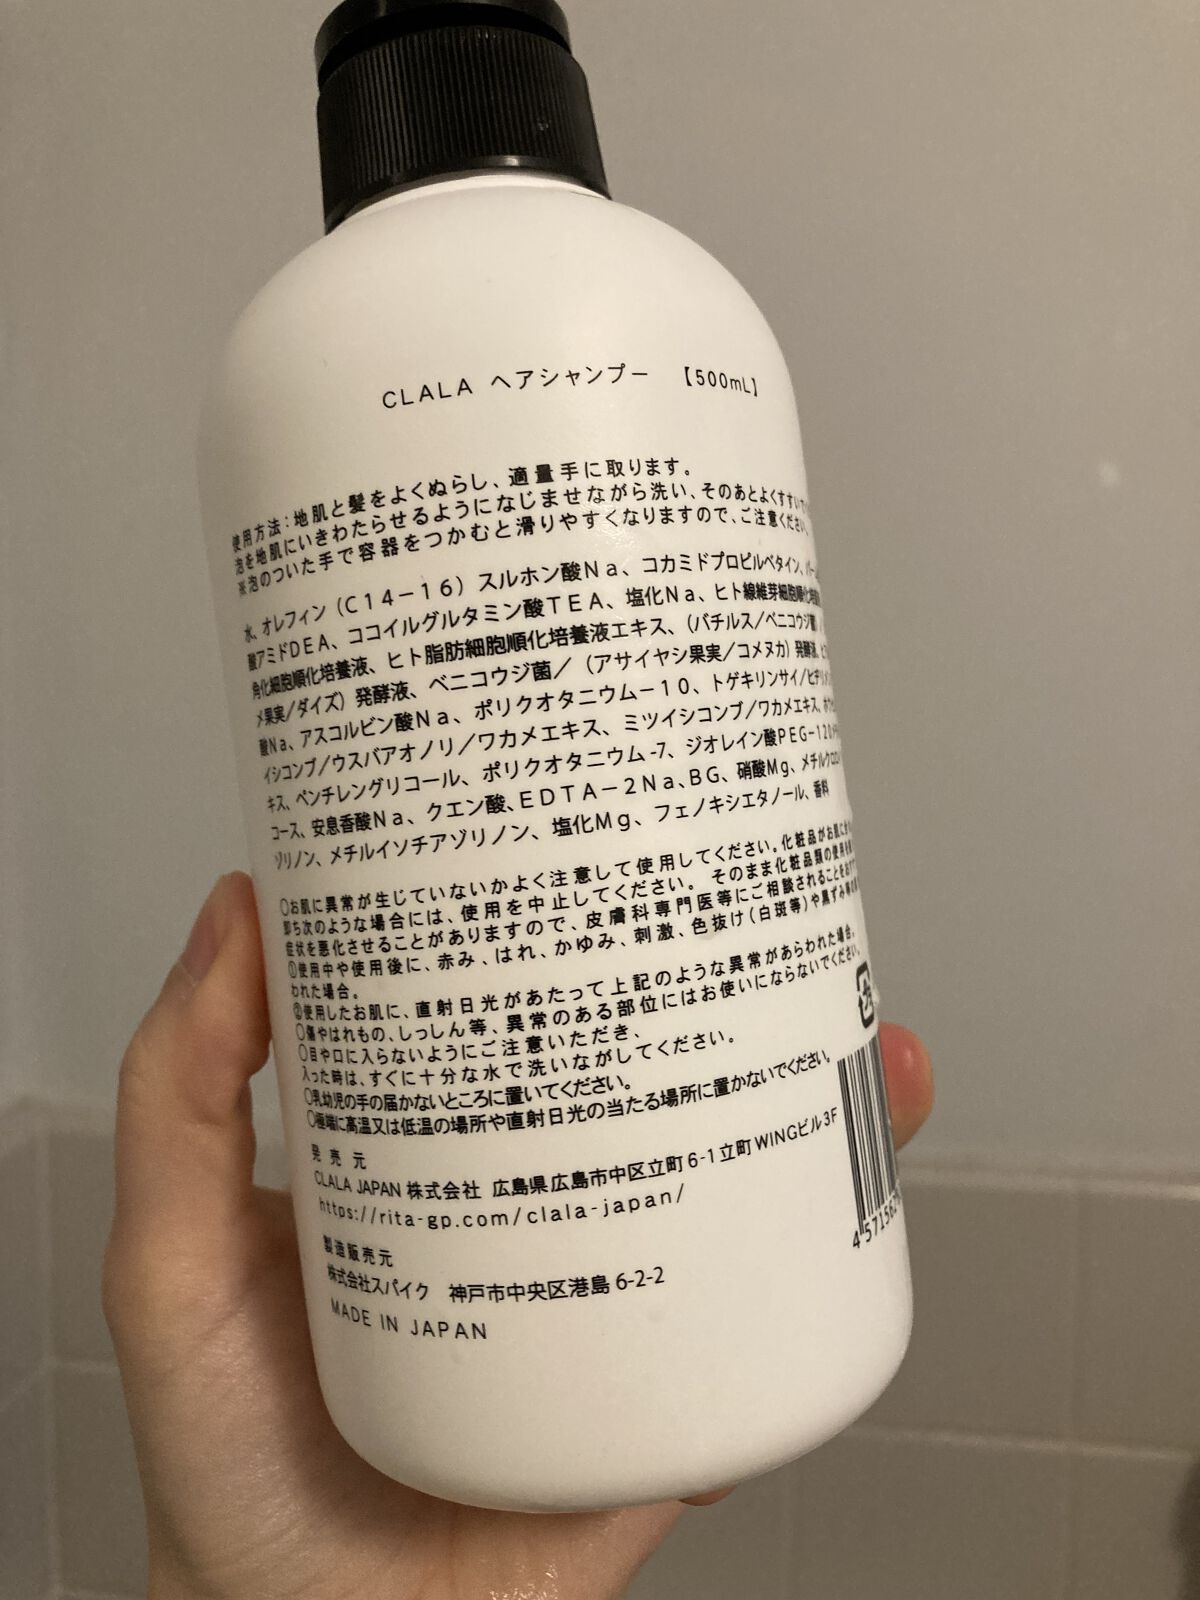 CLALA ヘアシャンプー 【500mL】
使用方法：地肌と髪をよくぬらし、適量手に取ります。
泡を地肌にいきわたらせるようになじませながら洗い、そのあとよくすすい
※泡のついた手で容器をつかむと滑りやすくなりますので、ご注意ください。
水、オレフィン（C14－16）スルホン酸Na、コカミドプロピルベタイン、パーム
酸アミドDEA、ココイルグルタミン酸TEA、塩化Na、ヒト線維芽細胞順化培養
角化細胞順化培養液、ヒト脂肪細胞順化培養液エキス、（バチルス／ベニコウジ菌
メ果実／ダイズ）発酵液、ベニコウジ菌／（アサイヤシ果実／コメヌカ）発酵液、
酸Na、アスコルビン酸Na、ポリクオタニウム－10、トゲキリンサイ／ヒヂリメン
イシコンブ／ウスバアオノリ／ワカメエキス、ミツイシコンブ／ワカメエキス、
キス、ペンチレングリコール、ポリクオタニウム-7、ジオレイン酸PEG－120
コース、安息香酸Na、クエン酸、EDTA－2Na、BG、硝酸Mg、メチルクロロ
ゾリノン、メチルイソチアゾリノン、塩化Mg、フェノキシエタノール、香料
〇お肌に異常が生じていないかよく注意して使用してください。化粧品がお肌に
即ち次のような場合には、使用を中止してください。そのまま化粧品類の使用を
症状を悪化させることがありますので、皮膚科専門医等にご相談されることを
①使用中や使用後に、赤み、はれ、かゆみ、刺激、色抜け（白斑等）や黒ずみ等の
われた場合。
②使用したお肌に、直射日光があたって上記のような異常があらわれた場合。
〇傷やはれもの、しっしん等、異常のある部位にはお使いにならないでください。
〇目や口に入らないようにご注意いただき、
入った時は、すぐに十分な水で洗いながしてください。
〇乳幼児の手の届かないところに置いてください。
〇極端に高温又は低温の場所や直射日光の当たる場所に置かないでください。
発売元
CLALA JAPAN 株式会社 広島県広島市中区立町6-1立町WINGビル3F
https://rita-gp.com/clala-japan/
製造販売元
株式会社スパイク 神戸市中央区港島6-2-2
MADE IN JAPAN
4 571562